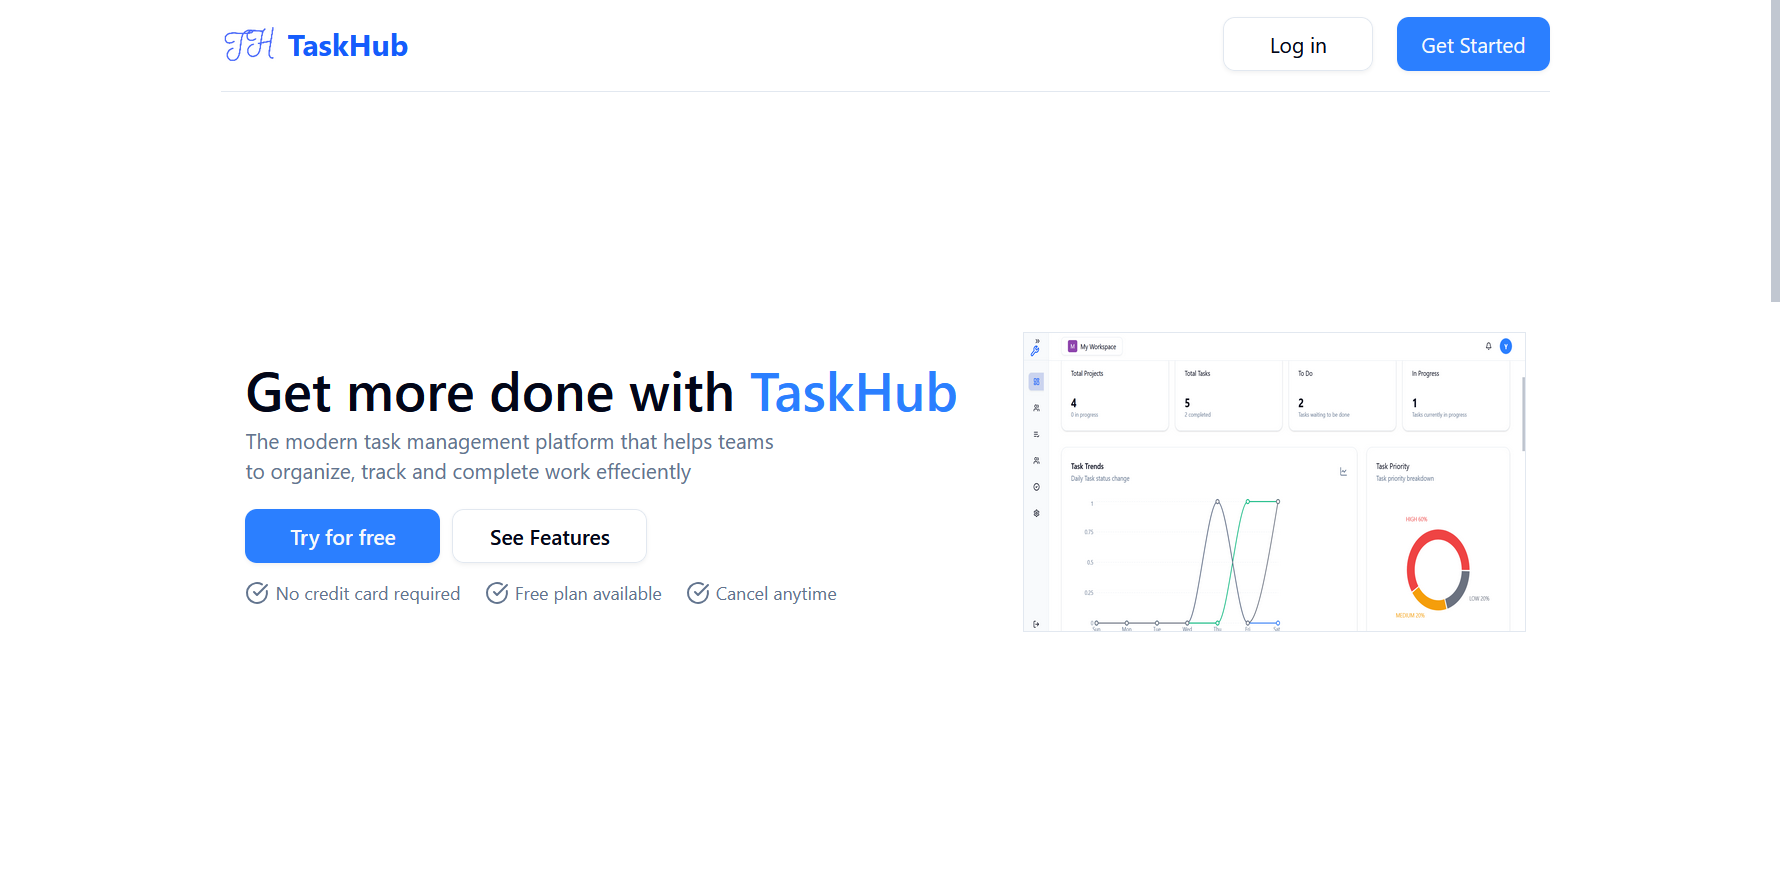 TH TaskHub
Log in
Get Started
Get more done with TaskHub
The modern task management platform that helps teams
to organize, track and complete work effeciently
Try for free
See Features
No credit card required
Free plan available
Cancel anytime
M My Workspace
Y
Total Projects
4
0 in progress
Total Tasks
5
2 completed
To Do
2
Tasks waiting to be done
In Progress
1
Tasks currently in progress
Task Trends
Daily Task status change
1
0.75
0.5
0.25
0
Sun Mon Tue Wed Thu Fri Sat
Task Priority
Task priority breakdown
HIGH 60%
LOW 20%
MEDIUM 20%